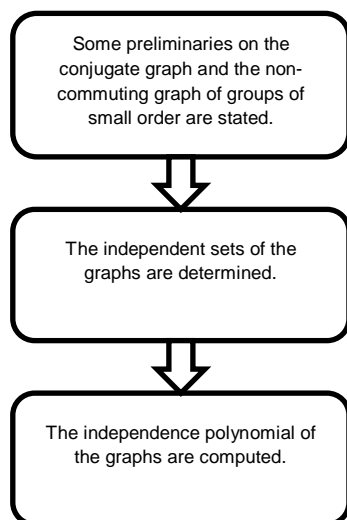 Some preliminaries on the
conjugate graph and the non-
commuting graph of groups of
small order are stated.
The independent sets of the
graphs are determined.
The independence polynomial of
the graphs are computed.